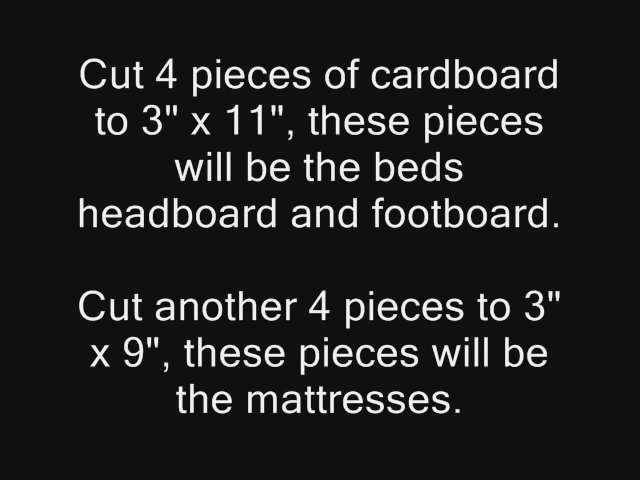 Cut 4 pieces of cardboard
to 3" x 11", these pieces
will be the beds
headboard and footboard.
Cut another 4 pieces to 3"
x 9", these pieces will be
the mattresses.